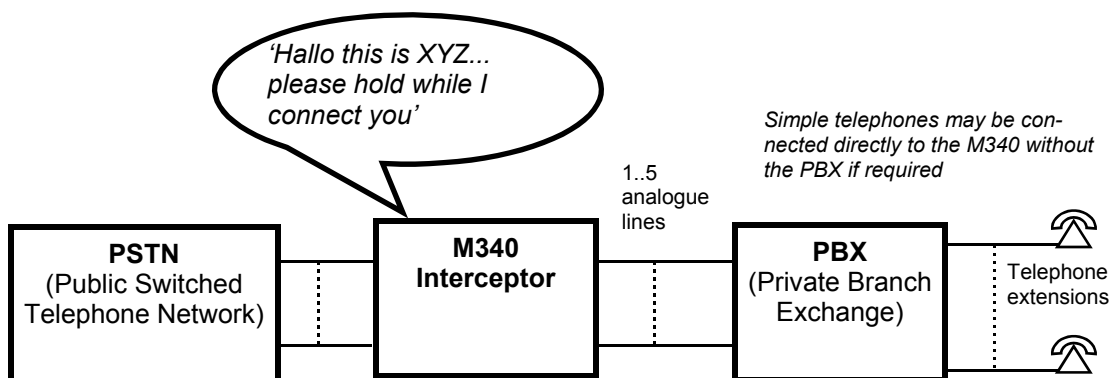 ‘Hallo this is XYZ...
please hold while I
connect you’
Simple telephones may be con-
nected directly to the M340 without
the PBX if required
1..5
analogue
lines
PSTN
(Public Switched
Telephone Network)
M340
Interceptor
PBX
(Private Branch
Exchange)
Telephone
extensions